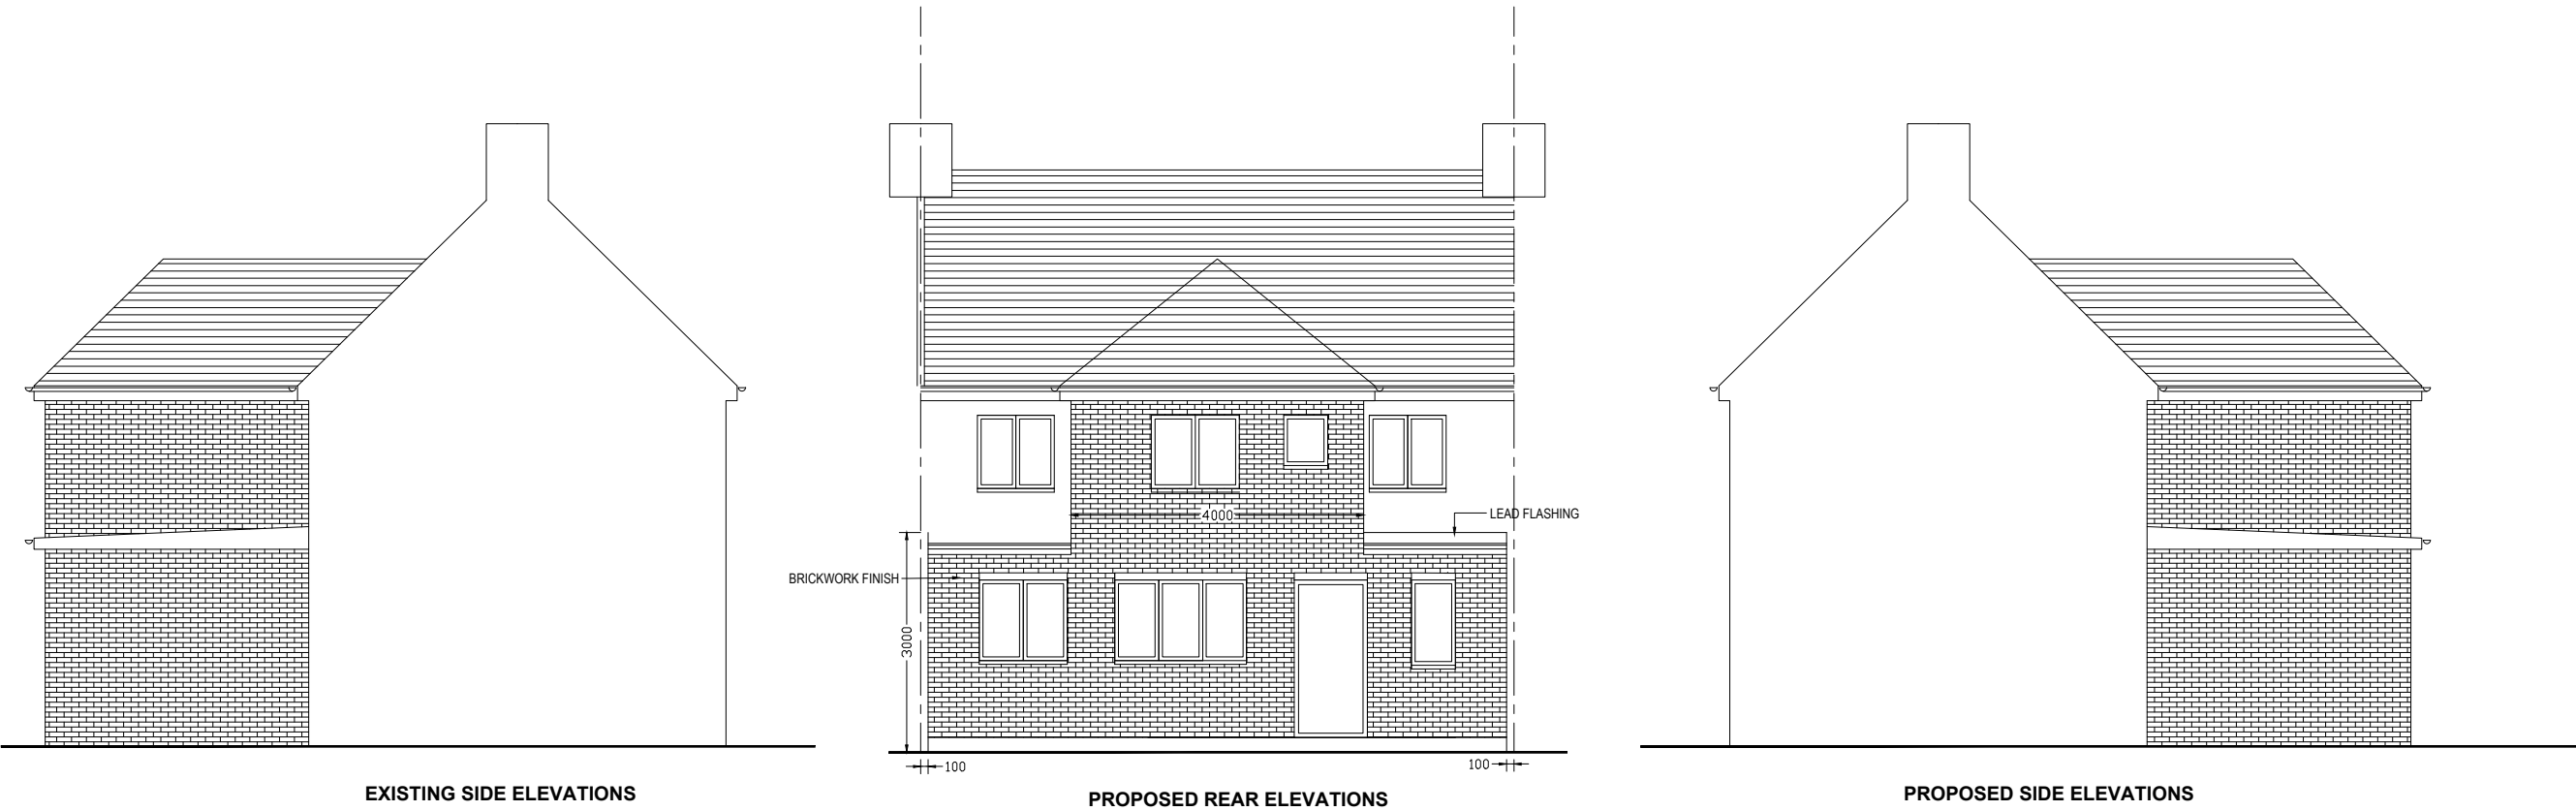 4000
LEAD FLASHING
BRICKWORK FINISH
3000
100
100
EXISTING SIDE ELEVATIONS
PROPOSED REAR ELEVATIONS
PROPOSED SIDE ELEVATIONS